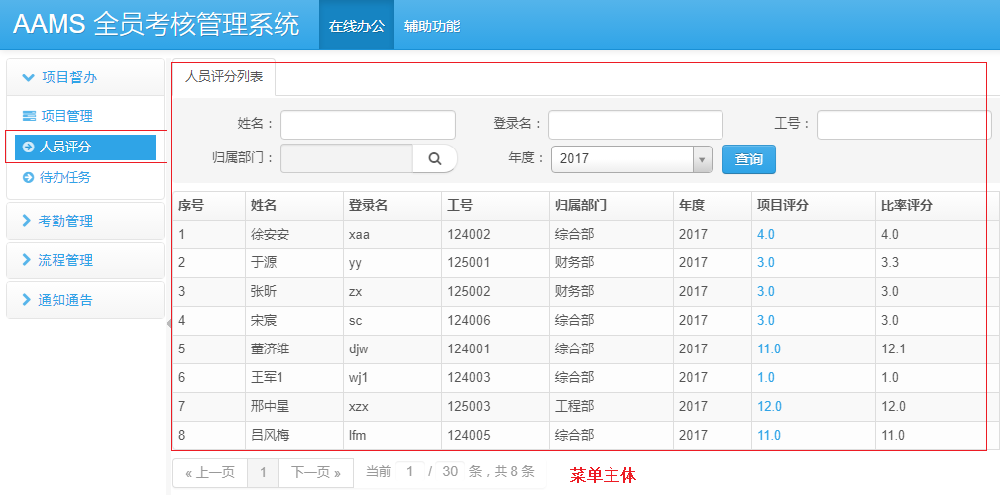 AAMS 全员考核管理系统 在线办公 辅助功能
项目督办
项目管理
人员评分
待办任务
考勤管理
流程管理
通知通告
人员评分列表
姓名： 登录名： 工号：
归属部门： 年度： 2017 查询
序号 姓名 登录名 工号 归属部门 年度 项目评分 比率评分
1 徐安安 xaa 124002 综合部 2017 4.0 4.0
2 于源 yy 125001 财务部 2017 3.0 3.3
3 张昕 zx 125002 财务部 2017 3.0 3.0
4 宋宸 sc 124006 综合部 2017 3.0 3.0
5 董济维 djw 124001 综合部 2017 11.0 12.1
6 王军1 wj1 124003 综合部 2017 1.0 1.0
7 邢中星 xzx 125003 工程部 2017 12.0 12.0
8 吕风梅 lfm 124005 综合部 2017 11.0 11.0
« 上一页 1 下一页 » 当前 1 / 30 条，共 8 条 菜单主体